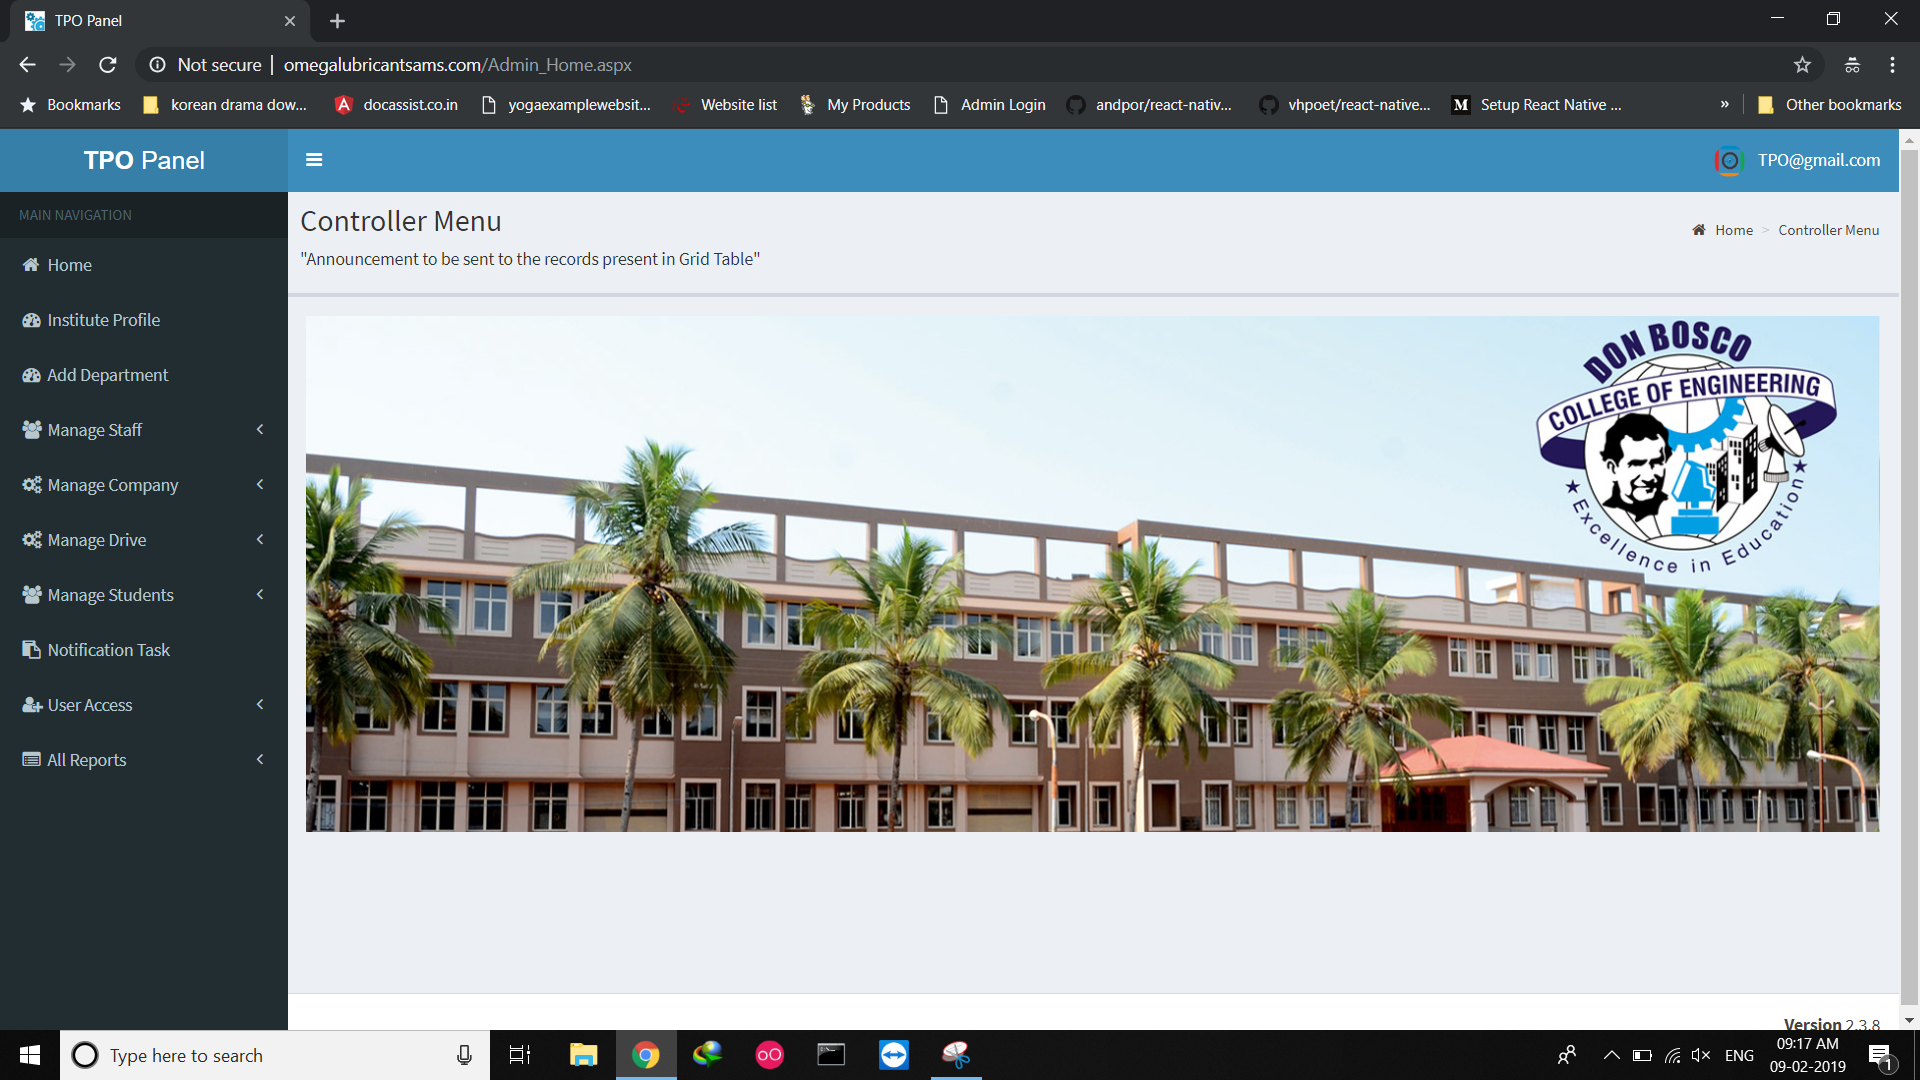 TPO Panel
Not secure | omegalubricantsams.com/Admin_Home.aspx
Bookmarks korean drama dow... docassist.co.in yogaexamplewebsit... Website list My Products Admin Login andpor/react-nativ... vhpoet/react-native... Setup React Native ... » Other bookmarks
TPO Panel
TPO@gmail.com
MAIN NAVIGATION
Home
Institute Profile
Add Department
Manage Staff
Manage Company
Manage Drive
Manage Students
Notification Task
User Access
All Reports
Controller Menu
Home > Controller Menu
"Announcement to be sent to the records present in Grid Table"
DON BOSCO
COLLEGE OF ENGINEERING
Excellence in Education
Version 2.3.8
Type here to search
ENG
09:17 AM
09-02-2019
1